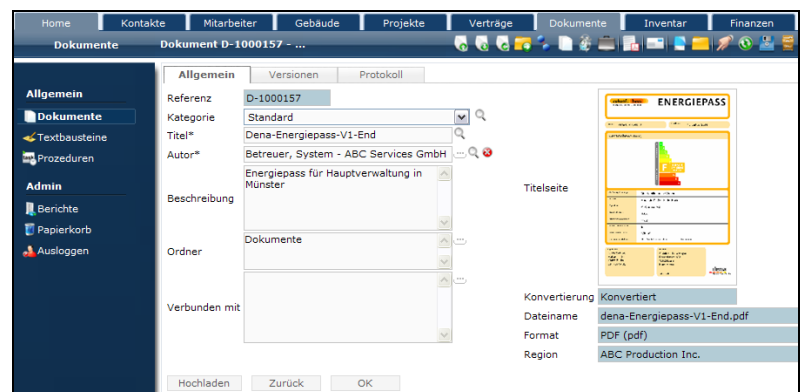 Home Kontakte Mitarbeiter Gebäude Projekte Verträge Dokumente Inventar Finanzen
Dokumente Dokument D-1000157 - ...
Allgemein Versionen Protokoll
Allgemein
Dokumente
Textbausteine
Prozeduren
Admin
Berichte
Papierkorb
Ausloggen
Referenz D-1000157
Kategorie Standard
Titel* Dena-Energiepass-V1-End
Autor* Betreuer, System - ABC Services GmbH ...
Beschreibung Energiepass für Hauptverwaltung in
Münster
Ordner Dokumente ...
Verbunden mit ...
Titelseite
ENERGIEPASS
dena
Konvertierung Konvertiert
Dateiname dena-Energiepass-V1-End.pdf
Format PDF (pdf)
Region ABC Production Inc.
Hochladen Zurück OK